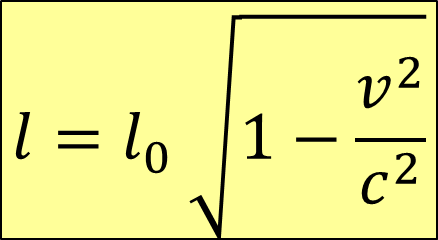 l = l₀ √(1 − v²/c²)